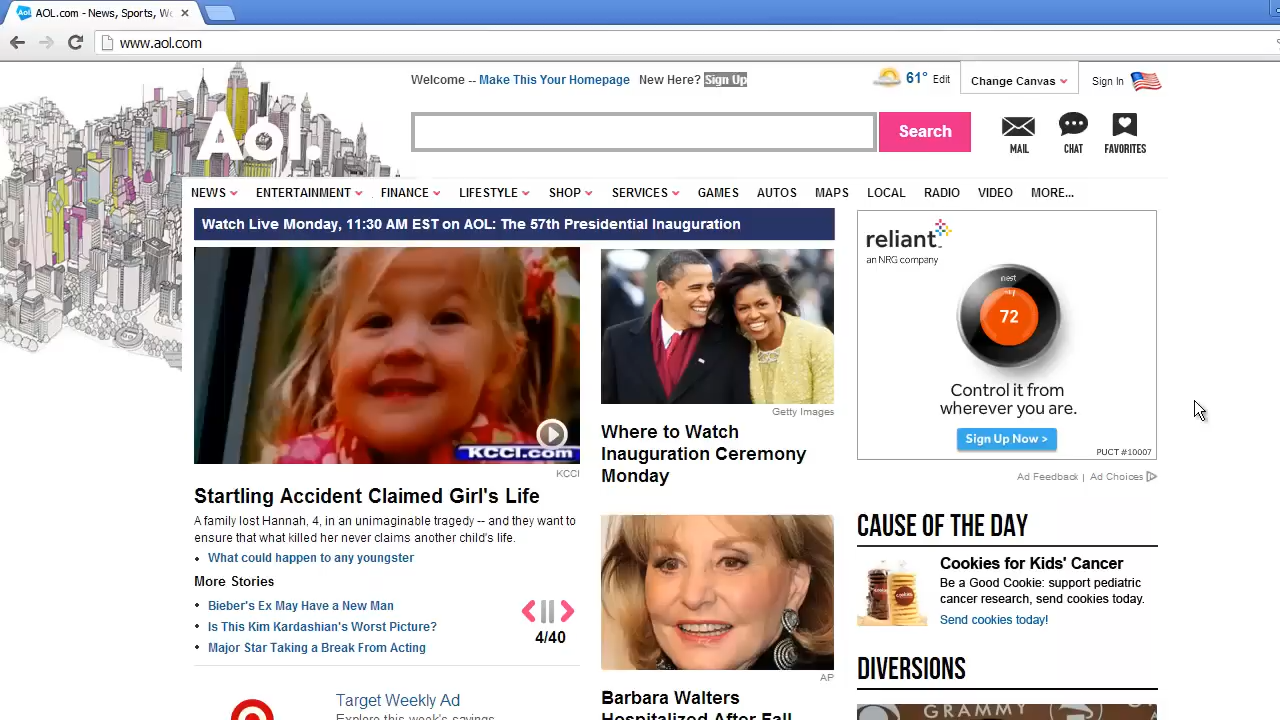 AOL.com - News, Sports, We
www.aol.com
Welcome -- Make This Your Homepage New Here? Sign Up
61° Edit
Change Canvas
Sign In
Aol.
Search
MAIL
CHAT
FAVORITES
NEWS ENTERTAINMENT FINANCE LIFESTYLE SHOP SERVICES GAMES AUTOS MAPS LOCAL RADIO VIDEO MORE...
Watch Live Monday, 11:30 AM EST on AOL: The 57th Presidential Inauguration
KCCI.com
KCCI
Startling Accident Claimed Girl's Life
A family lost Hannah, 4, in an unimaginable tragedy -- and they want to
ensure that what killed her never claims another child's life.
• What could happen to any youngster
More Stories
• Bieber's Ex May Have a New Man
• Is This Kim Kardashian's Worst Picture?
• Major Star Taking a Break From Acting
4/40
Target Weekly Ad
Explore this week's savings
Getty Images
Where to Watch
Inauguration Ceremony
Monday
AP
Barbara Walters
Hospitalized After Fall
reliant
an NRG company
nest
72
Control it from
wherever you are.
Sign Up Now >
PUCT #10007
Ad Feedback | Ad Choices
CAUSE OF THE DAY
Cookies for Kids' Cancer
Be a Good Cookie: support pediatric
cancer research, send cookies today.
Send cookies today!
DIVERSIONS
GRAMMY